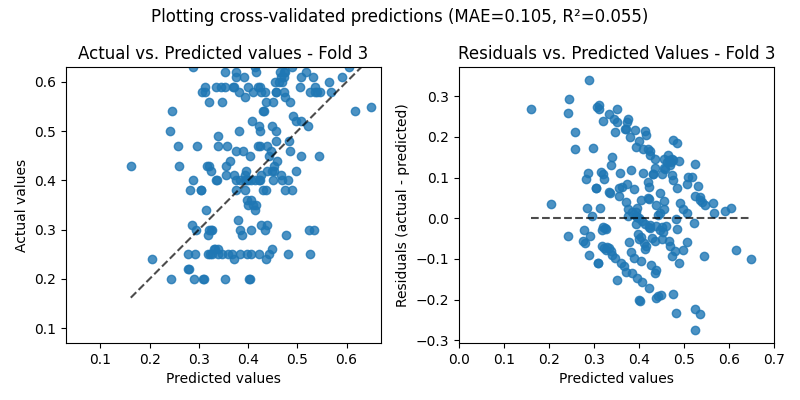 Plotting cross-validated predictions (MAE=0.105, R²=0.055)
Actual vs. Predicted values - Fold 3
Actual values
0.6
0.5
0.4
0.3
0.2
0.1
0.1 0.2 0.3 0.4 0.5 0.6
Predicted values
Residuals vs. Predicted Values - Fold 3
Residuals (actual - predicted)
0.3
0.2
0.1
0.0
−0.1
−0.2
−0.3
0.0 0.1 0.2 0.3 0.4 0.5 0.6 0.7
Predicted values